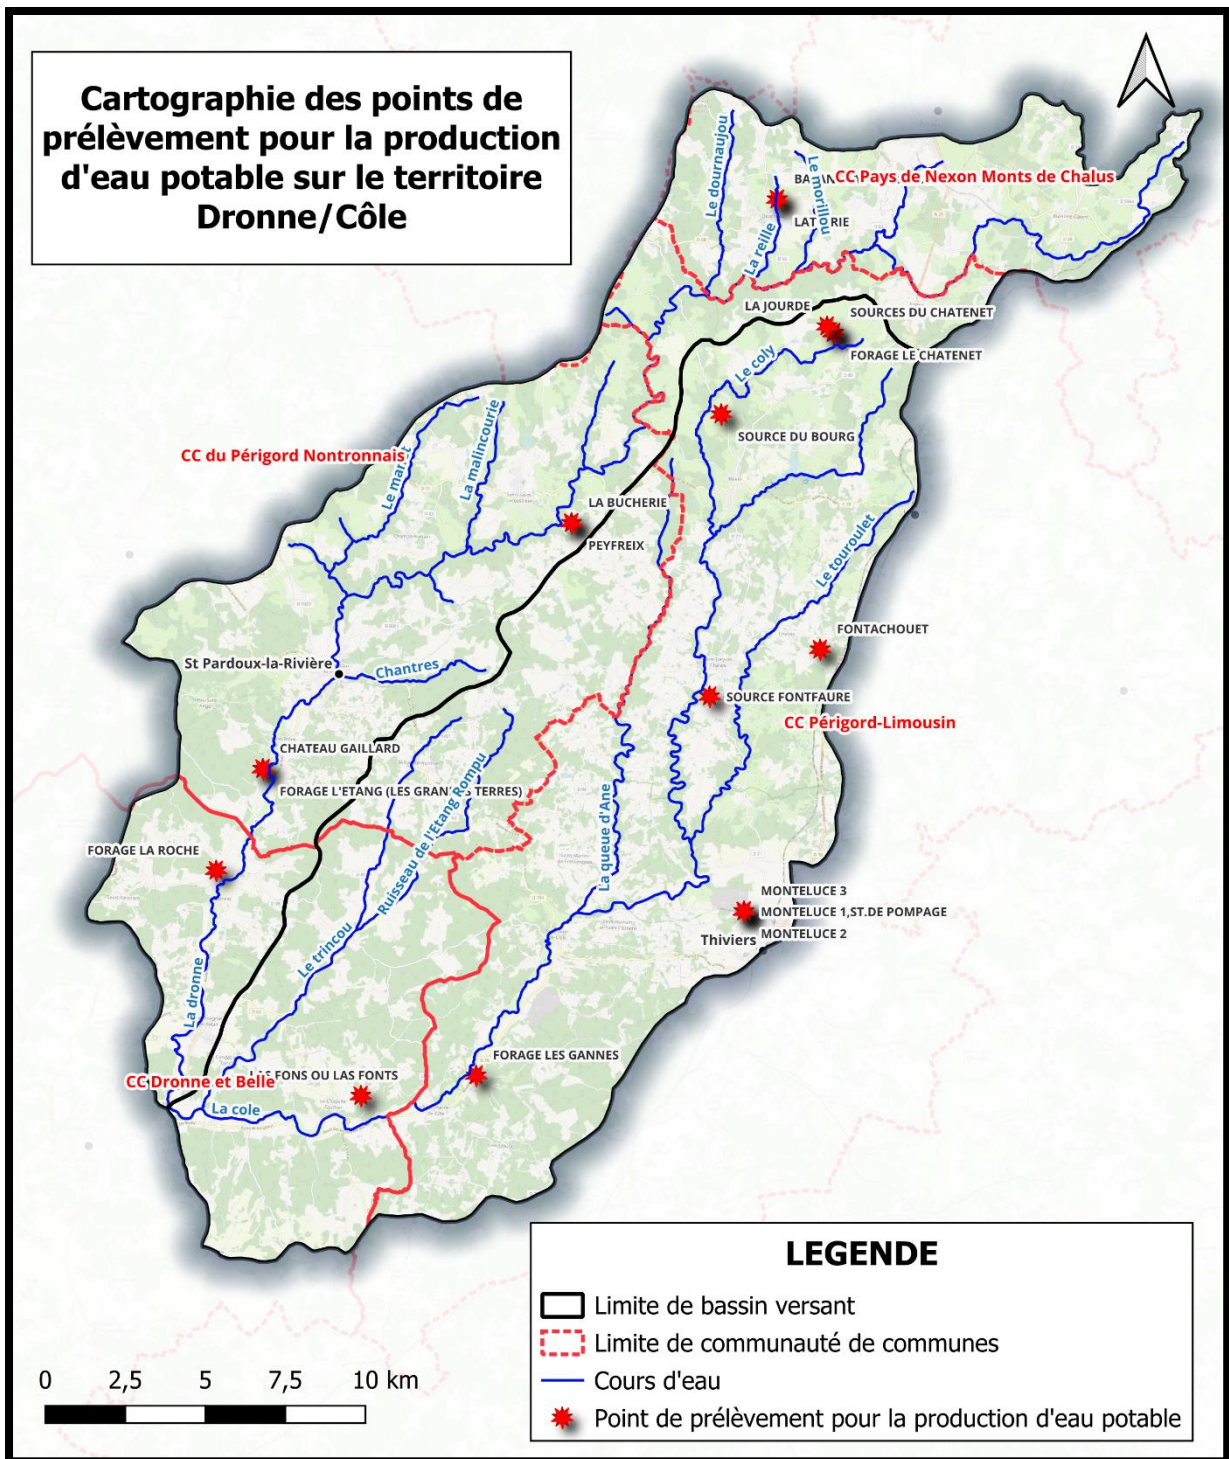 Cartographie des points de
prélèvement pour la production
d'eau potable sur le territoire
Dronne/Côle
Le dournaujou
Le morillou
CC Pays de Nexon Monts de Chalus
La reille
LA JOURDE
SOURCES DU CHATENET
FORAGE LE CHATENET
Le coly
SOURCE DU BOURG
CC du Périgord Nontronnais
La malincourie
LA BUCHERIE
PEYFREIX
Le touroulet
FONTACHOUET
St Pardoux-la-Rivière
Chantres
SOURCE FONTFAURE
CC Périgord-Limousin
CHATEAU GAILLARD
FORAGE L'ETANG (LES GRANDES TERRES)
Ruisseau de l'Etang Rompu
La queue d'Ane
FORAGE LA ROCHE
MONTELUCE 3
MONTELUCE 1,ST.DE POMPAGE
MONTELUCE 2
Thiviers
Le trincou
La dronne
FORAGE LES GANNES
LAS FONS OU LAS FONTS
CC Dronne et Belle
La cole
LEGENDE
Limite de bassin versant
Limite de communauté de communes
Cours d'eau
Point de prélèvement pour la production d'eau potable
0 2,5 5 7,5 10 km